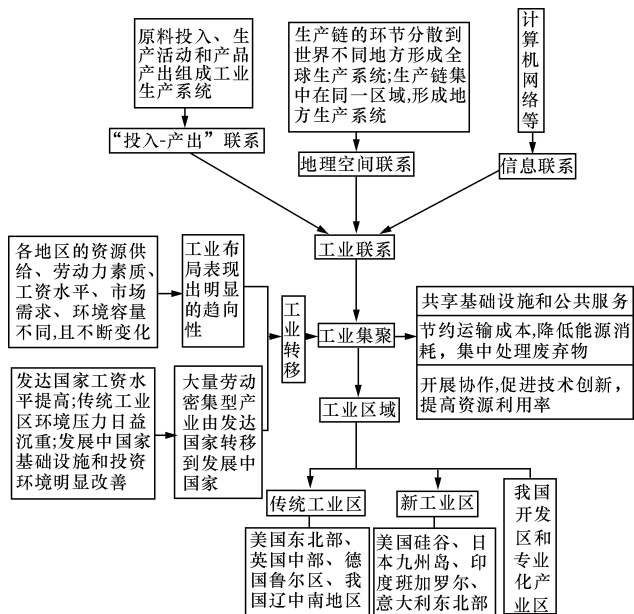 原料投入、生
产活动和产品
产出组成工业
生产系统
生产链的环节分散到
世界不同地方形成全
球生产系统;生产链集
中在同一区域,形成地
方生产系统
计
算
机
网
络
等
“投入-产出”联系
地理空间联系
信息联系
工业联系
各地区的资源供
给、劳动力素质、
工资水平、市场
需求、环境容量
不同,且不断变化
工业布
局表现
出明显
的趋向
性
工
业
转
移
工业集聚
共享基础设施和公共服务
节约运输成本,降低能源消
耗，集中处理废弃物
开展协作,促进技术创新，
提高资源利用率
发达国家工资水
平提高;传统工业
区环境压力日益
沉重;发展中国家
基础设施和投资
环境明显改善
大量劳动
密集型产
业由发达
国家转移
到发展中
国家
工业区域
传统工业区
新工业区
我国
开发
区和
专业
化产
业区
美国东北部、
英国中部、德
国鲁尔区、我
国辽中南地区
美国硅谷、日
本九州岛、印
度班加罗尔、
意大利东北部